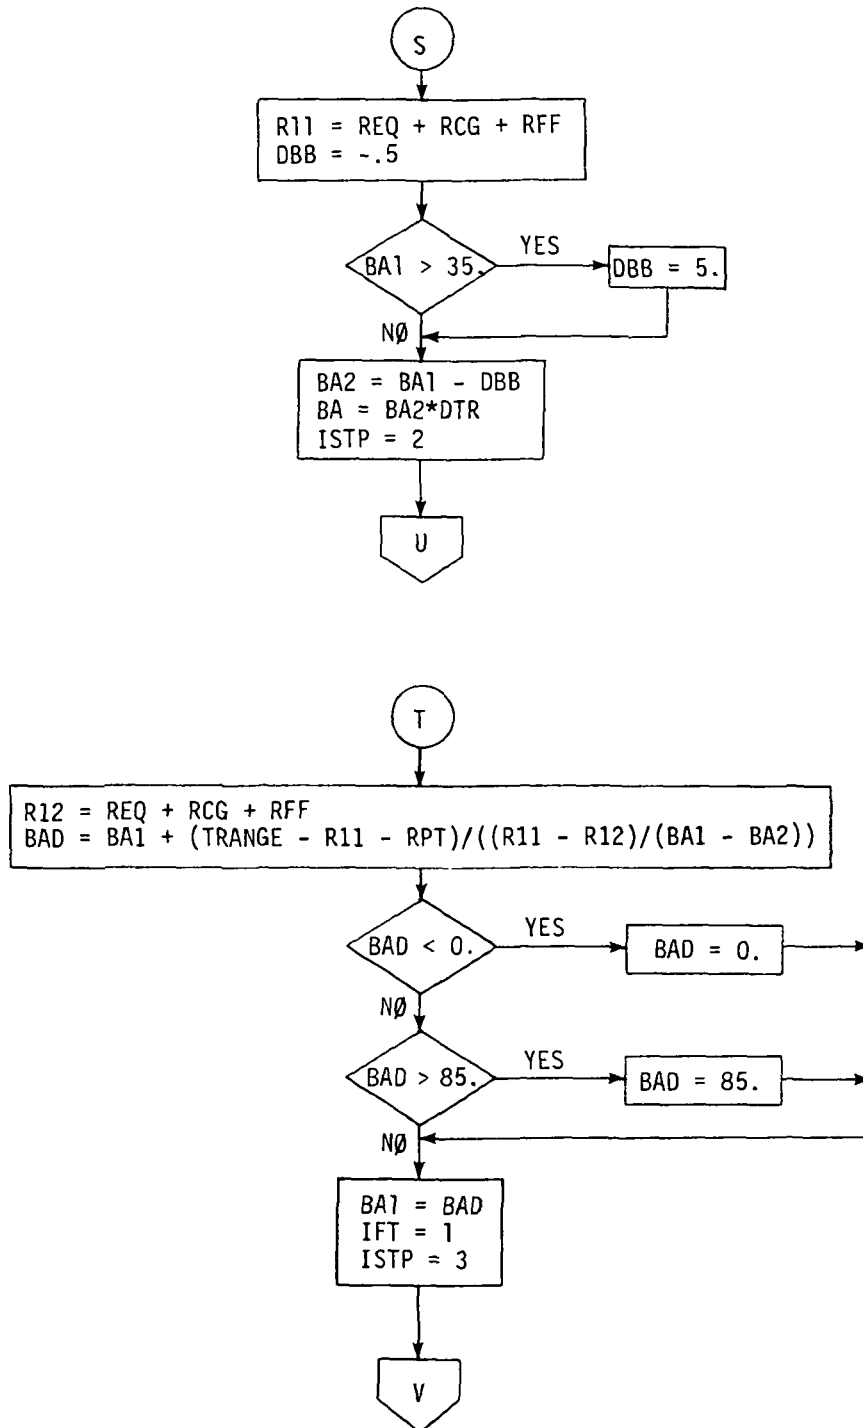 S
R11 = REQ + RCG + RFF
DBB = -.5
BA1 > 35.
YES
DBB = 5.
NØ
BA2 = BA1 - DBB
BA = BA2*DTR
ISTP = 2
U
T
R12 = REQ + RCG + RFF
BAD = BA1 + (TRANGE - R11 - RPT)/((R11 - R12)/(BA1 - BA2))
BAD < 0.
YES
BAD = 0.
NØ
BAD > 85.
YES
BAD = 85.
NØ
BA1 = BAD
IFT = 1
ISTP = 3
V